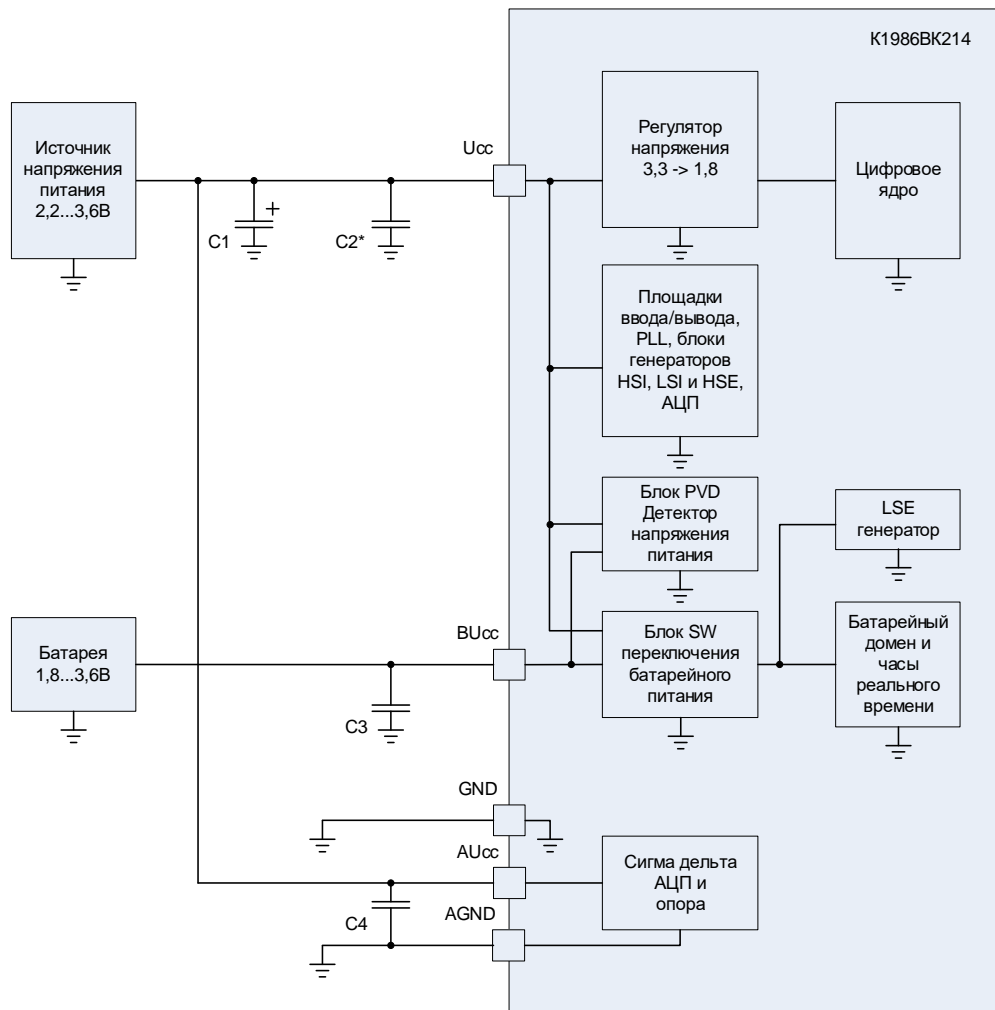 К1986ВК214
Источник
напряжения
питания
2,2...3,6В
Ucc
C1
+
C2*
Регулятор
напряжения
3,3 -> 1,8
Цифровое
ядро
Площадки
ввода/вывода,
PLL, блоки
генераторов
HSI, LSI и HSE,
АЦП
Блок PVD
Детектор
напряжения
питания
LSE
генератор
Батарея
1,8...3,6В
BUcc
C3
Блок SW
переключения
батарейного
питания
Батарейный
домен и
часы
реального
времени
GND
AUcc
C4
AGND
Сигма дельта
АЦП и
опора